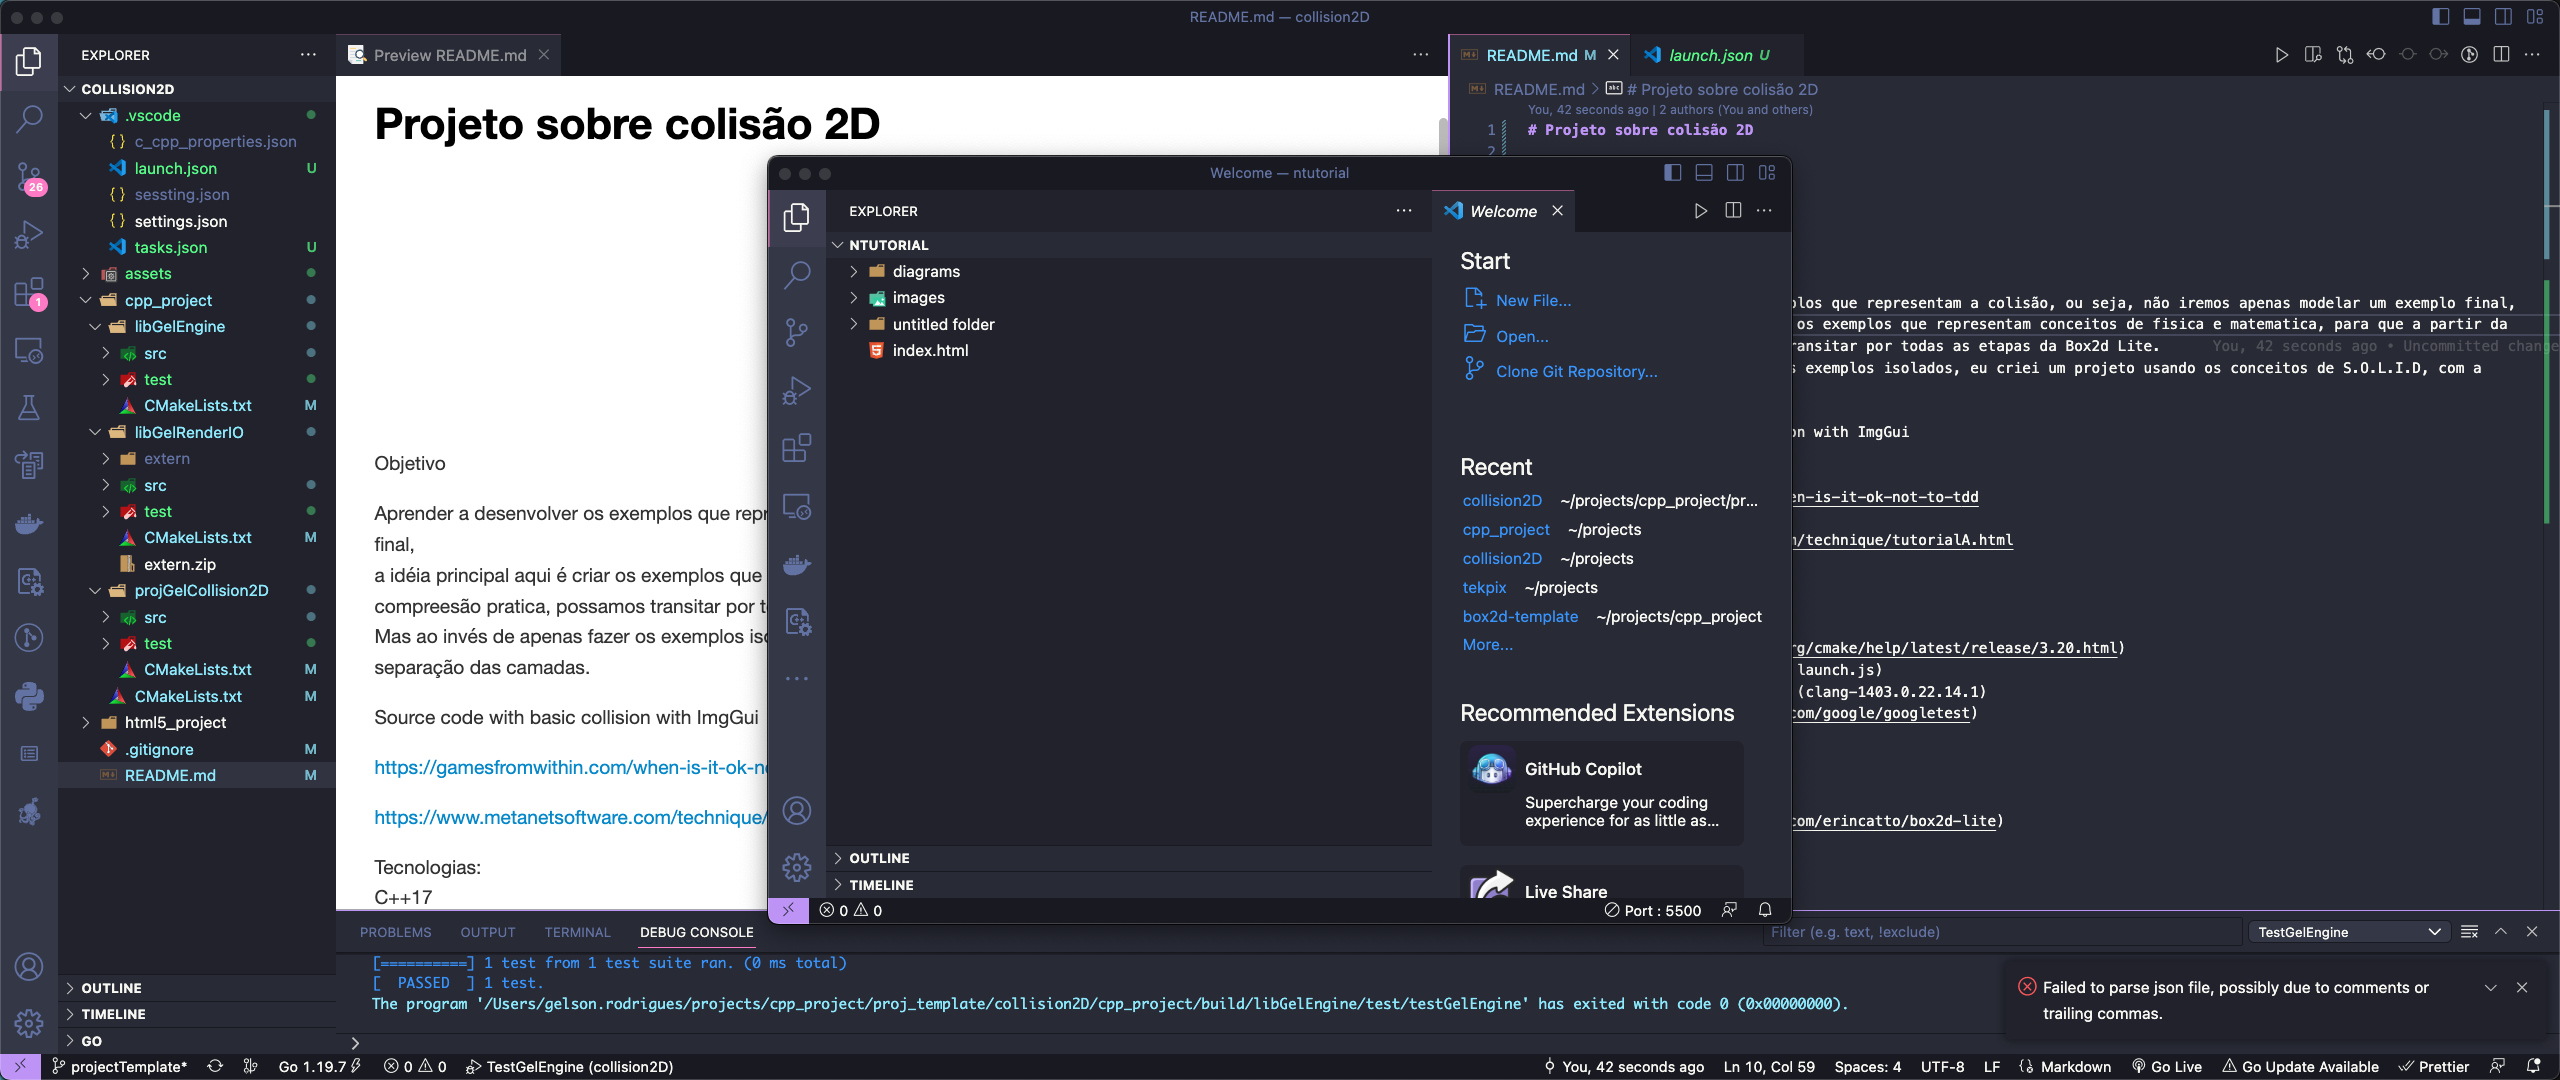 README.md — collision2D
EXPLORER
Preview README.md
README.md M
launch.json U
COLLISION2D
.vscode
c_cpp_properties.json
launch.json U
sessting.json
settings.json
tasks.json U
assets
cpp_project
libGelEngine
src
test
CMakeLists.txt M
libGelRenderIO
extern
src
test
CMakeLists.txt M
extern.zip
projGelCollision2D
src
test
CMakeLists.txt M
CMakeLists.txt M
html5_project
.gitignore M
README.md M
OUTLINE
TIMELINE
GO
26
1
Projeto sobre colisão 2D
Objetivo
Aprender a desenvolver os exemplos que repr
final,
a idéia principal aqui é criar os exemplos que
compreesão pratica, possamos transitar por t
Mas ao invés de apenas fazer os exemplos iso
separação das camadas.
Source code with basic collision with ImgGui
https://gamesfromwithin.com/when-is-it-ok-n
https://www.metanetsoftware.com/technique/
Tecnologias:
C++17
README.md > # Projeto sobre colisão 2D
You, 42 seconds ago | 2 authors (You and others)
1 # Projeto sobre colisão 2D
2
plos que representam a colisão, ou seja, não iremos apenas modelar um exemplo final,
os exemplos que representam conceitos de fisica e matematica, para que a partir da
ransitar por todas as etapas da Box2d Lite. You, 42 seconds ago • Uncommitted change
s exemplos isolados, eu criei um projeto usando os conceitos de S.O.L.I.D, com a
on with ImgGui
en-is-it-ok-not-to-tdd
m/technique/tutorialA.html
rg/cmake/help/latest/release/3.20.html)
launch.js)
(clang-1403.0.22.14.1)
com/google/googletest)
com/erincatto/box2d-lite)
Welcome — ntutorial
EXPLORER
Welcome
NTUTORIAL
diagrams
images
untitled folder
index.html
OUTLINE
TIMELINE
Start
New File...
Open...
Clone Git Repository...
Recent
collision2D ~/projects/cpp_project/pr...
cpp_project ~/projects
collision2D ~/projects
tekpix ~/projects
box2d-template ~/projects/cpp_project
More...
Recommended Extensions
GitHub Copilot
Supercharge your coding
experience for as little as...
Live Share
0 0
Port : 5500
PROBLEMS OUTPUT TERMINAL DEBUG CONSOLE
Filter (e.g. text, !exclude)
TestGelEngine
[==========] 1 test from 1 test suite ran. (0 ms total)
[  PASSED  ] 1 test.
The program '/Users/gelson.rodrigues/projects/cpp_project/proj_template/collision2D/cpp_project/build/libGelEngine/test/testGelEngine' has exited with code 0 (0x00000000).
Failed to parse json file, possibly due to comments or
trailing commas.
projectTemplate* Go 1.19.7 0 0 TestGelEngine (collision2D)
You, 42 seconds ago Ln 10, Col 59 Spaces: 4 UTF-8 LF Markdown Go Live Go Update Available Prettier